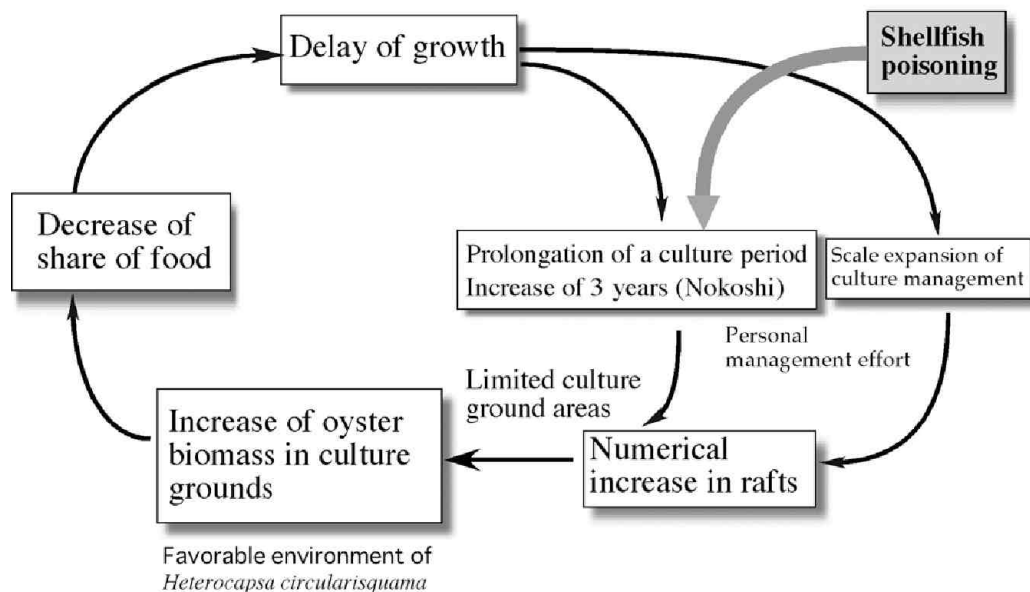 Delay of growth
Shellfish
poisoning
Decrease of
share of food
Prolongation of a culture period
Increase of 3 years (Nokoshi)
Scale expansion of
culture management
Personal
management effort
Limited culture
ground areas
Increase of oyster
biomass in culture
grounds
Numerical
increase in rafts
Favorable environment of
Heterocapsa circularisquama